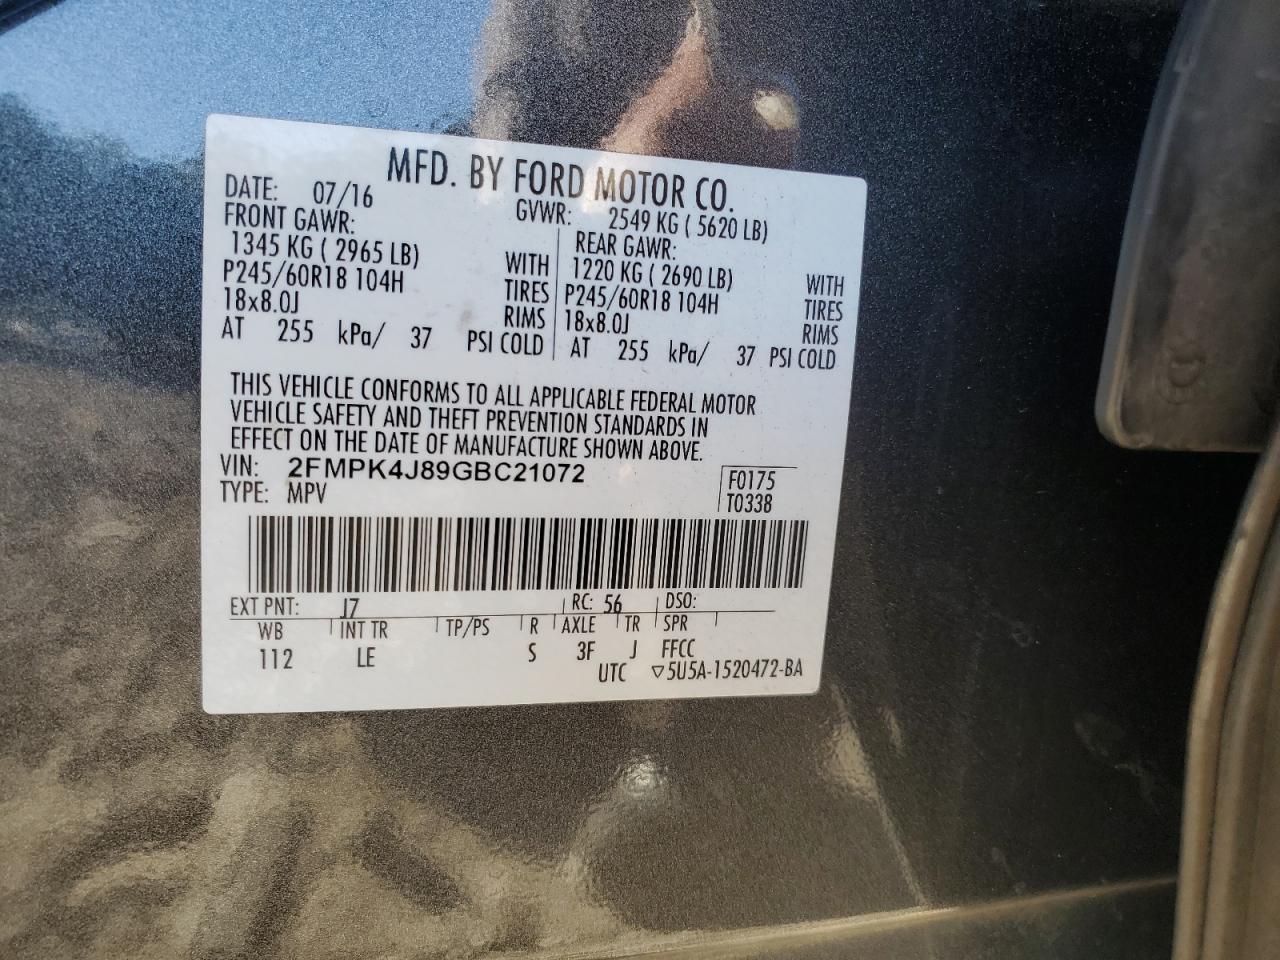 MFD. BY FORD MOTOR CO.
DATE: 07/16 GVWR: 2549 KG ( 5620 LB)
FRONT GAWR: REAR GAWR:
1345 KG ( 2965 LB) WITH 1220 KG ( 2690 LB) WITH
P245/60R18 104H TIRES P245/60R18 104H TIRES
18x8.0J RIMS 18x8.0J RIMS
AT 255 kPa/ 37 PSI COLD AT 255 kPa/ 37 PSI COLD
THIS VEHICLE CONFORMS TO ALL APPLICABLE FEDERAL MOTOR
VEHICLE SAFETY AND THEFT PREVENTION STANDARDS IN
EFFECT ON THE DATE OF MANUFACTURE SHOWN ABOVE.
VIN: 2FMPK4J89GBC21072 F0175
TYPE: MPV T0338
EXT PNT: J7 RC: 56 DSO:
WB INT TR TP/PS R AXLE TR SPR
112 LE S 3F J FFCC
UTC ▽5U5A-1520472-BA